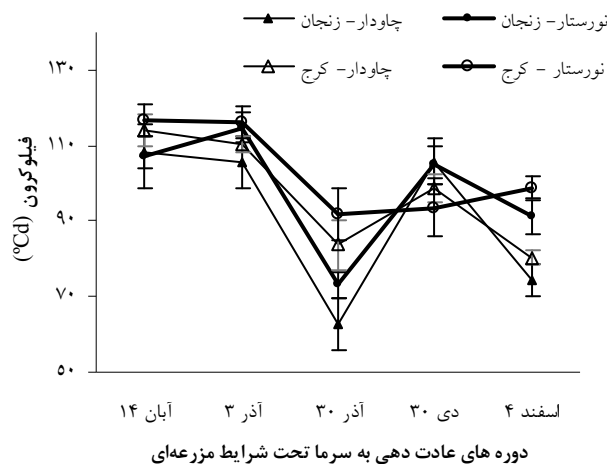 نورستار- زنجان
چاودار- زنجان
نورستار - کرج
چاودار- کرج
۱۳۰
۱۱۰
۹۰
۷۰
۵۰
فیلوکرون (ºCd)
۱۴ آبان
۳ آذر
۳۰ آذر
۳۰ دی
۴ اسفند
دوره های عادت دهی به سرما تحت شرایط مزرعه‌ای